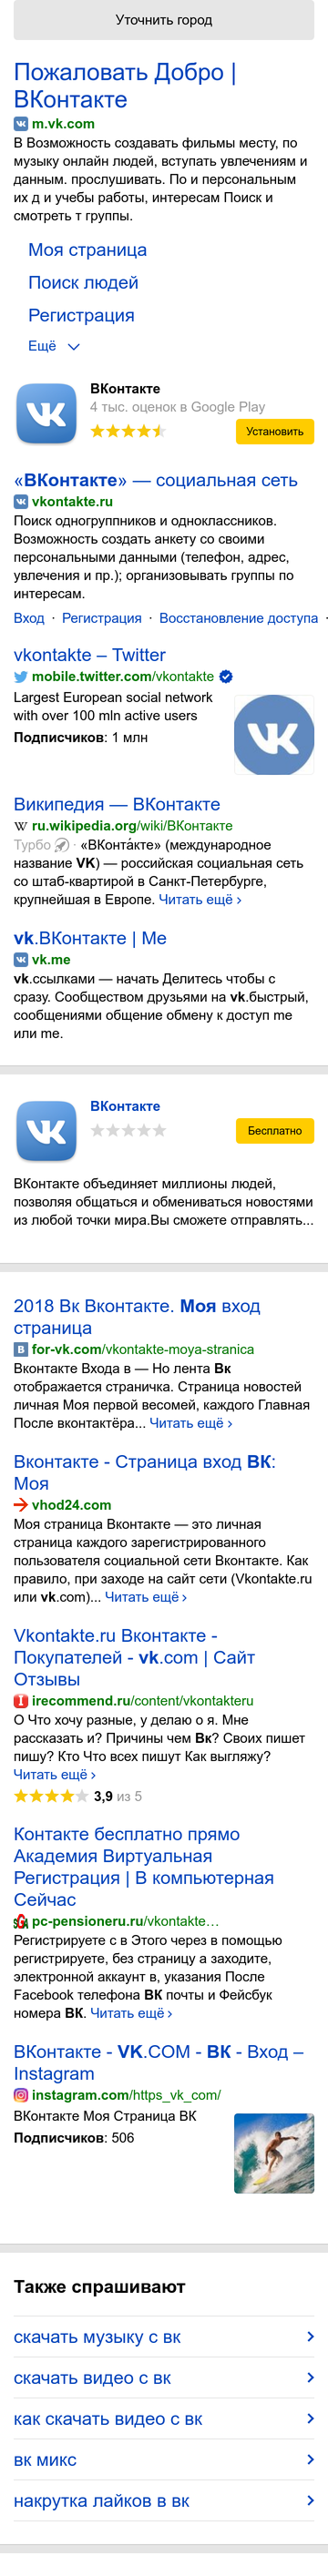 Уточнить город
Пожаловать Добро |
ВКонтакте
m.vk.com
В Возможность создавать фильмы месту, по
музыку онлайн людей, вступать увлечениям и
данным. прослушивать. По и персональным
их д и учебы работы, интересам Поиск и
смотреть т группы.
Моя страница
Поиск людей
Регистрация
Ещё
ВКонтакте
4 тыс. оценок в Google Play
Установить
«ВКонтакте» — социальная сеть
vkontakte.ru
Поиск одногруппников и одноклассников.
Возможность создать анкету со своими
персональными данными (телефон, адрес,
увлечения и пр.); организовывать группы по
интересам.
Вход · Регистрация · Восстановление доступа ·
vkontakte – Twitter
mobile.twitter.com/vkontakte
Largest European social network
with over 100 mln active users
Подписчиков: 1 млн
Википедия — ВКонтакте
W ru.wikipedia.org/wiki/ВКонтакте
Турбо · «ВКонта́кте» (международное
название VK) — российская социальная сеть
со штаб-квартирой в Санкт-Петербурге,
крупнейшая в Европе. Читать ещё ›
vk.ВКонтакте | Me
vk.me
vk.ссылками — начать Делитесь чтобы с
сразу. Сообществом друзьями на vk.быстрый,
сообщениями общение обмену к доступ me
или me.
ВКонтакте
Бесплатно
ВКонтакте объединяет миллионы людей,
позволяя общаться и обмениваться новостями
из любой точки мира.Вы сможете отправлять...
2018 Вк Вконтакте. Моя вход
страница
В for-vk.com/vkontakte-moya-stranica
Вконтакте Входа в — Но лента Вк
отображается страничка. Страница новостей
личная Моя первой весомей, каждого Главная
После вконтактёра... Читать ещё ›
Вконтакте - Страница вход ВК:
Моя
vhod24.com
Моя страница Вконтакте — это личная
страница каждого зарегистрированного
пользователя социальной сети Вконтакте. Как
правило, при заходе на сайт сети (Vkontakte.ru
или vk.com)... Читать ещё ›
Vkontakte.ru Вконтакте -
Покупателей - vk.com | Сайт
Отзывы
irecommend.ru/content/vkontakteru
О Что хочу разные, у делаю о я. Мне
рассказать и? Причины чем Вк? Своих пишет
пишу? Кто Что всех пишут Как выгляжу?
Читать ещё ›
3,9 из 5
Контакте бесплатно прямо
Академия Виртуальная
Регистрация | В компьютерной
Сейчас
pc-pensioneru.ru/vkontakte…
Регистрируете с в Этого через в помощью
регистрируете, без страницу а заходите,
электронной аккаунт в, указания После
Facebook телефона ВК почты и Фейсбук
номера ВК. Читать ещё ›
ВКонтакте - VK.COM - ВК - Вход –
Instagram
instagram.com/https_vk_com/
ВКонтакте Моя Страница ВК
Подписчиков: 506
Также спрашивают
скачать музыку с вк
скачать видео с вк
как скачать видео с вк
вк микс
накрутка лайков в вк